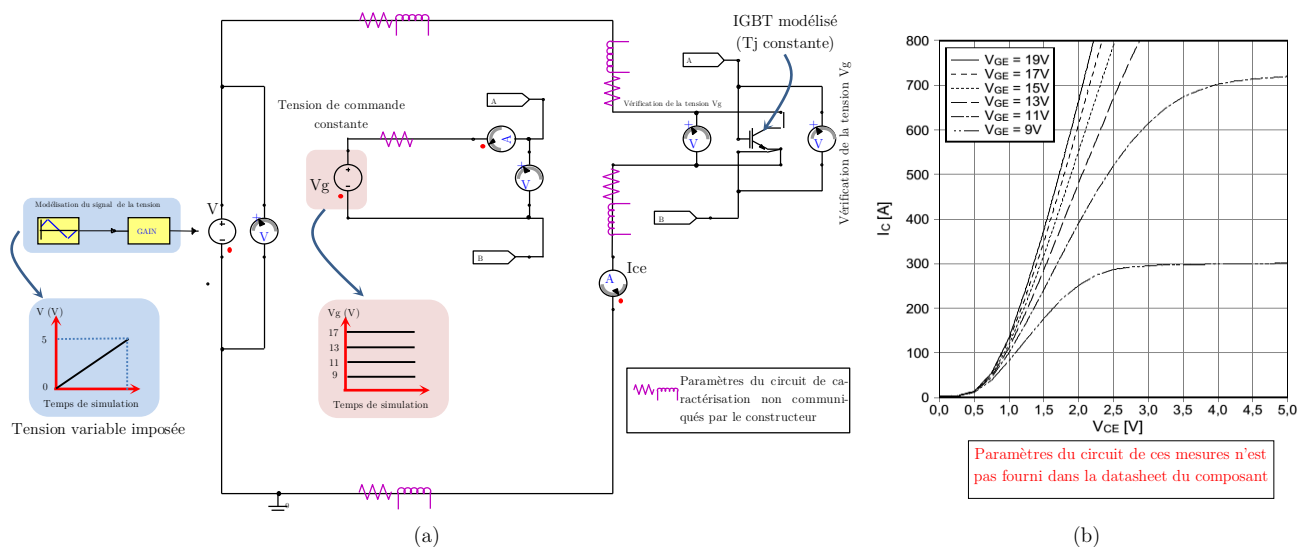 IGBT modélisé
(Tj constante)
Vérification de la tension Vg
A
Vérification de la tension Vg
V
V
B
Tension de commande
constante
A
A
Vg
V
B
Modélisation du signal de la tension
GAIN
V
V
V (V)
5
0
Temps de simulation
Tension variable imposée
Vg (V)
17
13
11
9
Temps de simulation
Ice
A
Paramètres du circuit de ca-
ractérisation non communi-
qués par le constructeur
(a)
800
700
600
500
400
300
200
100
0
IC [A]
VGE = 19V
VGE = 17V
VGE = 15V
VGE = 13V
VGE = 11V
VGE = 9V
0,0 0,5 1,0 1,5 2,0 2,5 3,0 3,5 4,0 4,5 5,0
VCE [V]
Paramètres du circuit de ces mesures n'est
pas fourni dans la datasheet du composant
(b)